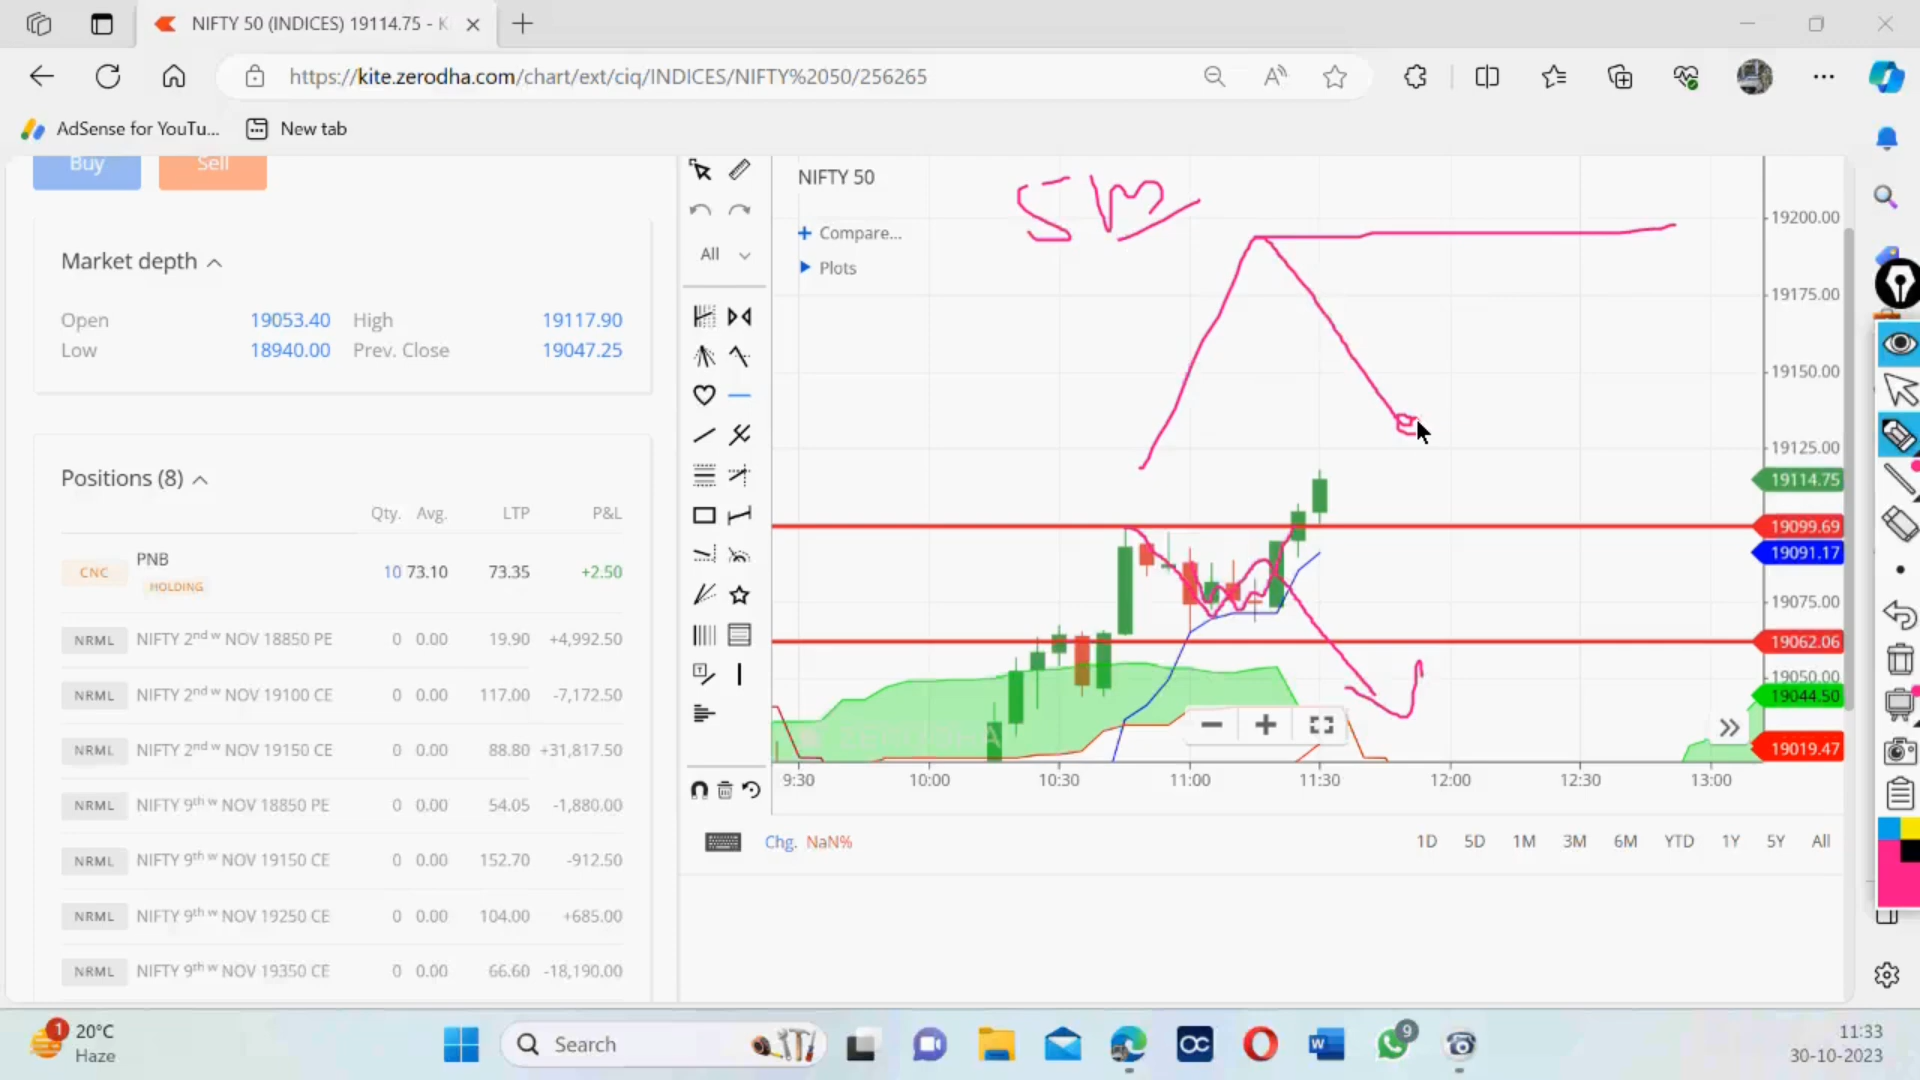 NIFTY 50 (INDICES) 19114.75 - K
https://kite.zerodha.com/chart/ext/ciq/INDICES/NIFTY%2050/256265
AdSense for YouTu... New tab
Buy Sell
Market depth
Open 19053.40 High 19117.90
Low 18940.00 Prev. Close 19047.25
Positions (8)
Qty. Avg. LTP P&L
CNC PNB HOLDING 10 73.10 73.35 +2.50
NRML NIFTY 2nd w NOV 18850 PE 0 0.00 19.90 +4,992.50
NRML NIFTY 2nd w NOV 19100 CE 0 0.00 117.00 -7,172.50
NRML NIFTY 2nd w NOV 19150 CE 0 0.00 88.80 +31,817.50
NRML NIFTY 9th w NOV 18850 PE 0 0.00 54.05 -1,880.00
NRML NIFTY 9th w NOV 19150 CE 0 0.00 152.70 -912.50
NRML NIFTY 9th w NOV 19250 CE 0 0.00 104.00 +685.00
NRML NIFTY 9th w NOV 19350 CE 0 0.00 66.60 -18,190.00
All
NIFTY 50
Compare...
Plots
19200.00
19175.00
19150.00
19125.00
19114.75
19099.69
19091.17
19075.00
19062.06
19050.00
19044.50
19019.47
ZERODHA
9:30 10:00 10:30 11:00 11:30 12:00 12:30 13:00
Chg. NaN% 1D 5D 1M 3M 6M YTD 1Y 5Y All
1 20°C
Haze
Search
9
11:33
30-10-2023